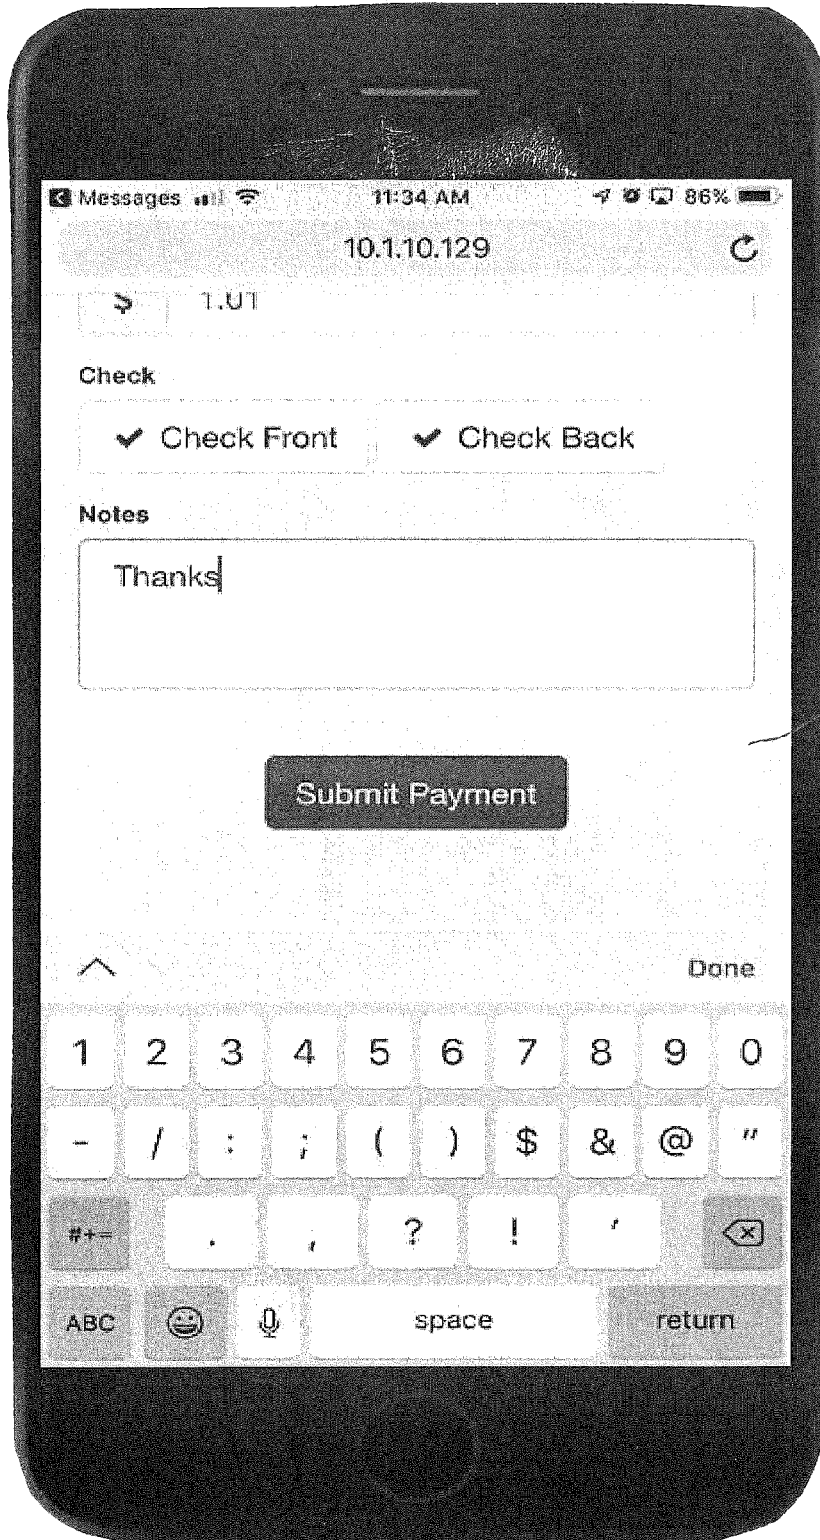 Messages 11:34 AM 86%
10.1.10.129
$ 1.01
Check
✔ Check Front ✔ Check Back
Notes
Thanks
Submit Payment
Done
1 2 3 4 5 6 7 8 9 0
- / : ; ( ) $ & @ "
#+= . , ? ! '
ABC space return